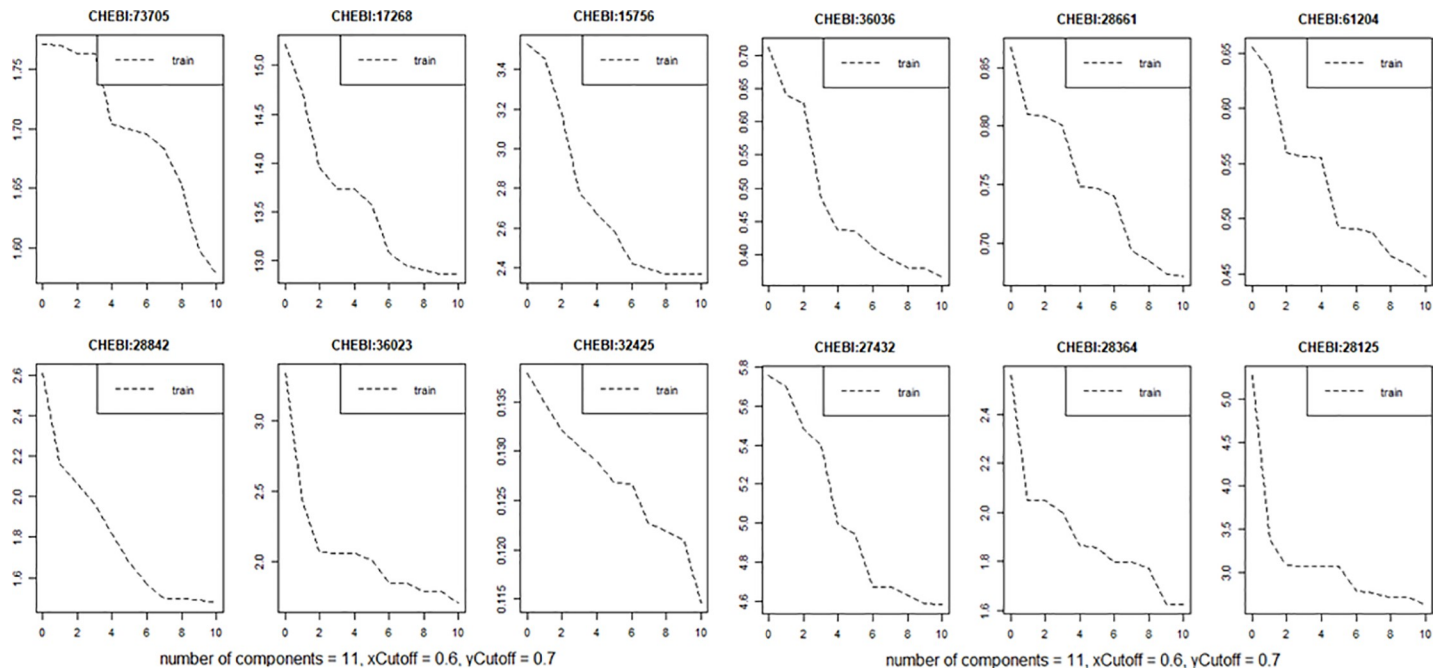 CHEBI:73705
train
1.75
1.70
1.65
1.60
0 2 4 6 8 10
CHEBI:17268
train
15.0
14.5
14.0
13.5
13.0
0 2 4 6 8 10
CHEBI:15756
train
3.4
3.2
3.0
2.8
2.6
2.4
0 2 4 6 8 10
CHEBI:36036
train
0.70
0.65
0.60
0.55
0.50
0.45
0.40
0 2 4 6 8 10
CHEBI:28661
train
0.85
0.80
0.75
0.70
0 2 4 6 8 10
CHEBI:61204
train
0.65
0.60
0.55
0.50
0.45
0 2 4 6 8 10
CHEBI:28842
train
2.6
2.4
2.2
2.0
1.8
1.6
0 2 4 6 8 10
CHEBI:36023
train
3.0
2.5
2.0
0 2 4 6 8 10
CHEBI:32425
train
0.135
0.130
0.125
0.120
0.115
0 2 4 6 8 10
CHEBI:27432
train
5.8
5.6
5.4
5.2
5.0
4.8
4.6
0 2 4 6 8 10
CHEBI:28364
train
2.4
2.2
2.0
1.8
1.6
0 2 4 6 8 10
CHEBI:28125
train
5.0
4.5
4.0
3.5
3.0
0 2 4 6 8 10
number of components = 11, xCutoff = 0.6, yCutoff = 0.7
number of components = 11, xCutoff = 0.6, yCutoff = 0.7